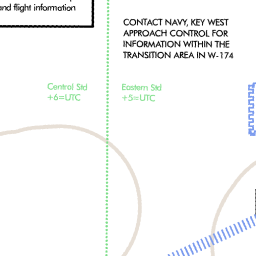 and flight information
CONTACT NAVY, KEY WEST
APPROACH CONTROL FOR
INFORMATION WITHIN THE
TRANSITION AREA IN W-174
Central Std
+6=UTC
Eastern Std
+5=UTC